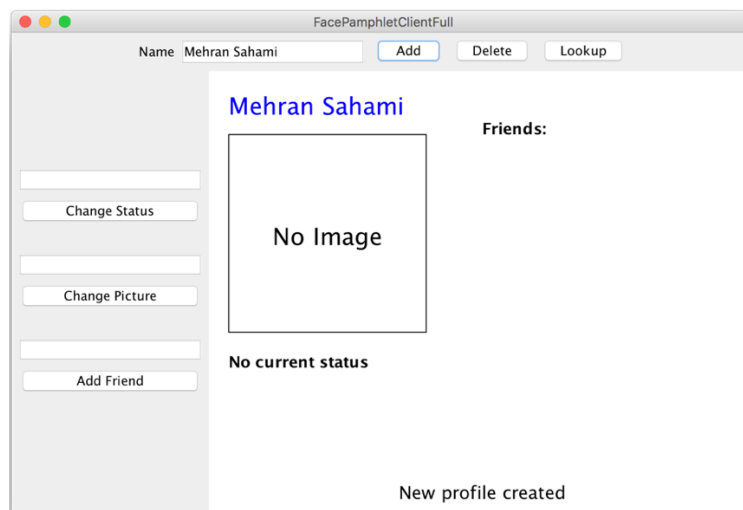 FacePamphletClientFull
Name Mehran Sahami Add Delete Lookup
Mehran Sahami
Friends:
Change Status
No Image
Change Picture
No current status
Add Friend
New profile created